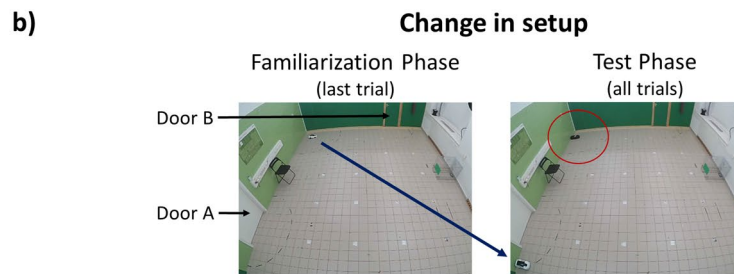 b)
Change in setup
Familiarization Phase
(last trial)
Test Phase
(all trials)
Door B
Door A